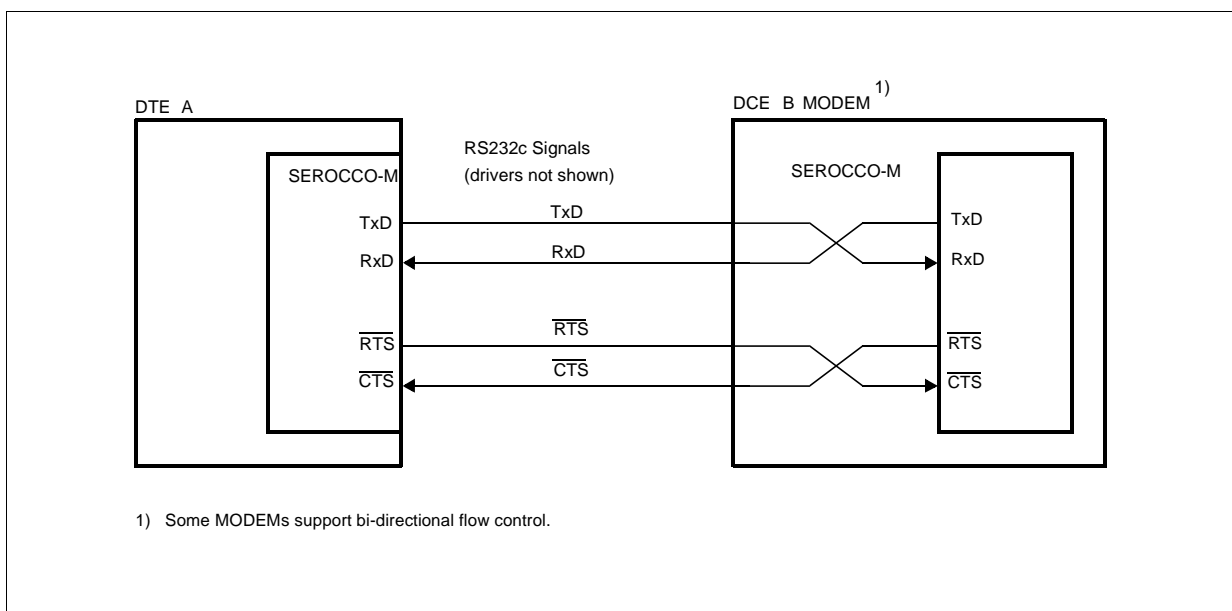 DTE A
DCE B MODEM 1)
RS232c Signals
(drivers not shown)
SEROCCO-M
SEROCCO-M
TxD
TxD
TxD
RxD
RxD
RxD
RTS
RTS
RTS
CTS
CTS
CTS
1) Some MODEMs support bi-directional flow control.